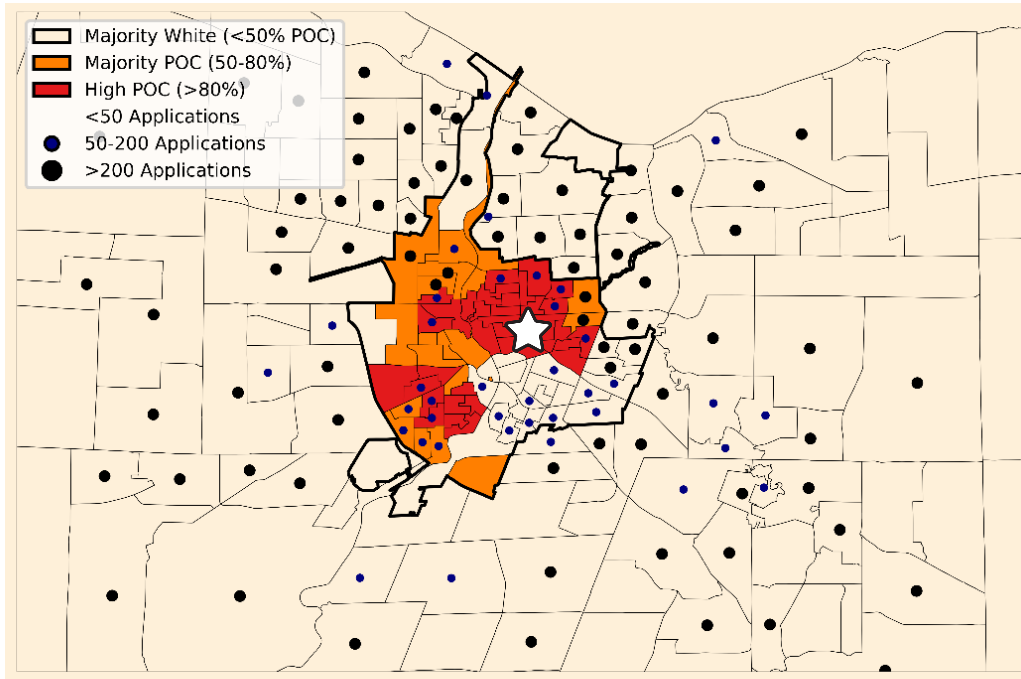 Majority White (<50% POC)
Majority POC (50-80%)
High POC (>80%)
<50 Applications
50-200 Applications
>200 Applications